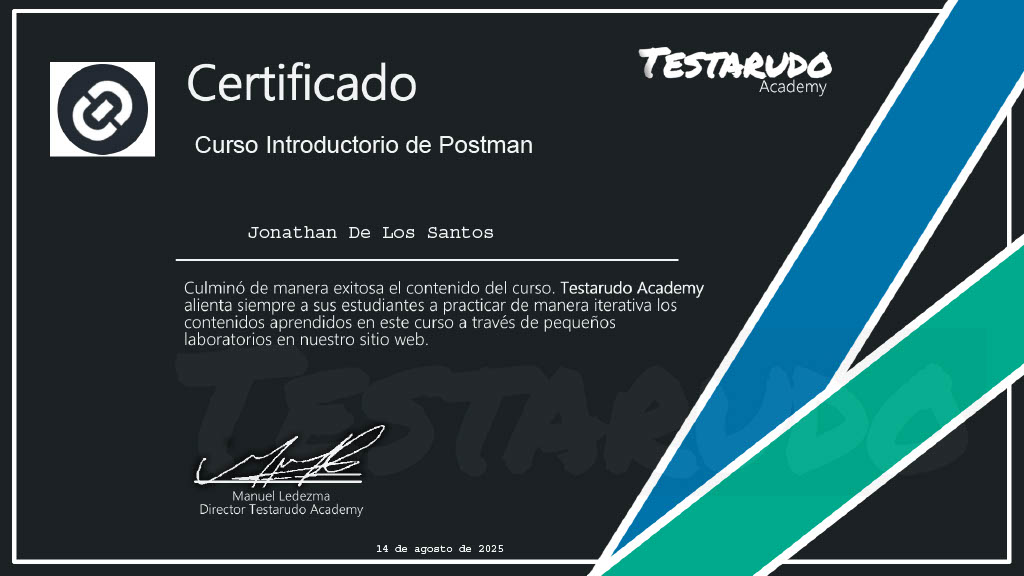 Certificado
TESTARUDO
Academy
Curso Introductorio de Postman
Jonathan De Los Santos
Culminó de manera exitosa el contenido del curso. Testarudo Academy
alienta siempre a sus estudiantes a practicar de manera iterativa los
contenidos aprendidos en este curso a través de pequeños
laboratorios en nuestro sitio web.
TESTARUDO
Manuel Ledezma
Director Testarudo Academy
14 de agosto de 2025